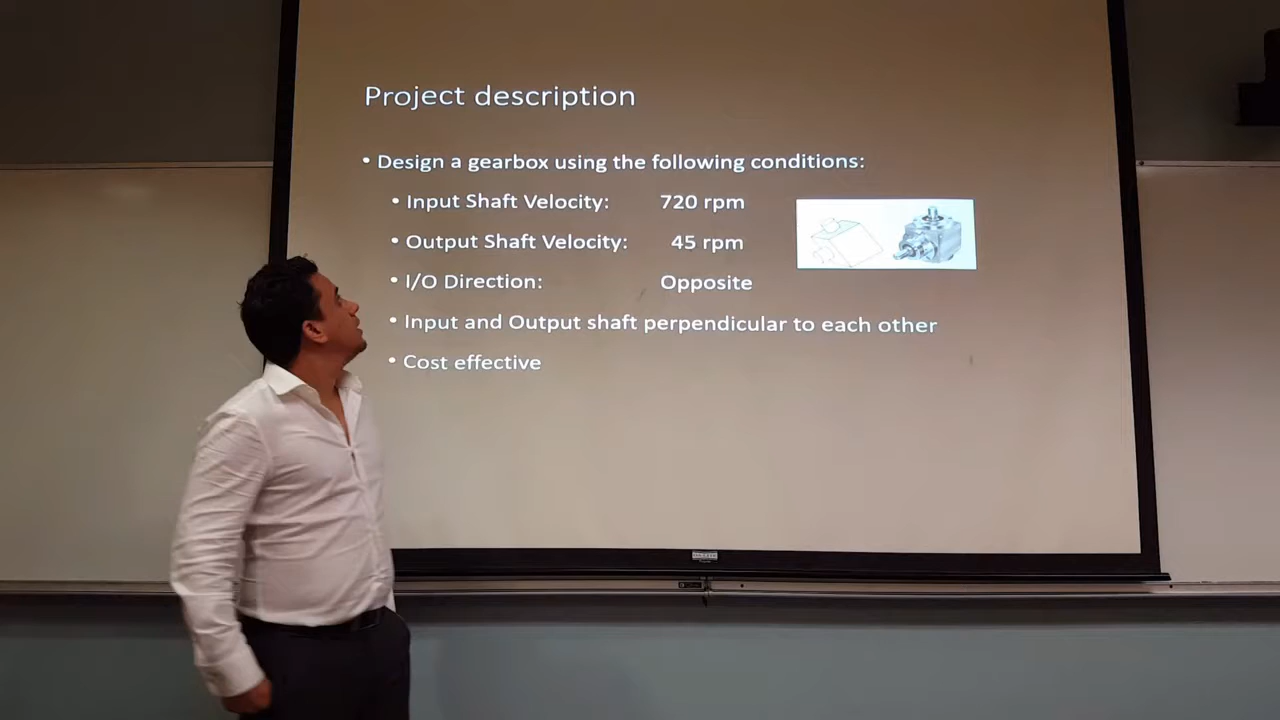 Project description
• Design a gearbox using the following conditions:
• Input Shaft Velocity: 720 rpm
• Output Shaft Velocity: 45 rpm
• I/O Direction: Opposite
• Input and Output shaft perpendicular to each other
• Cost effective